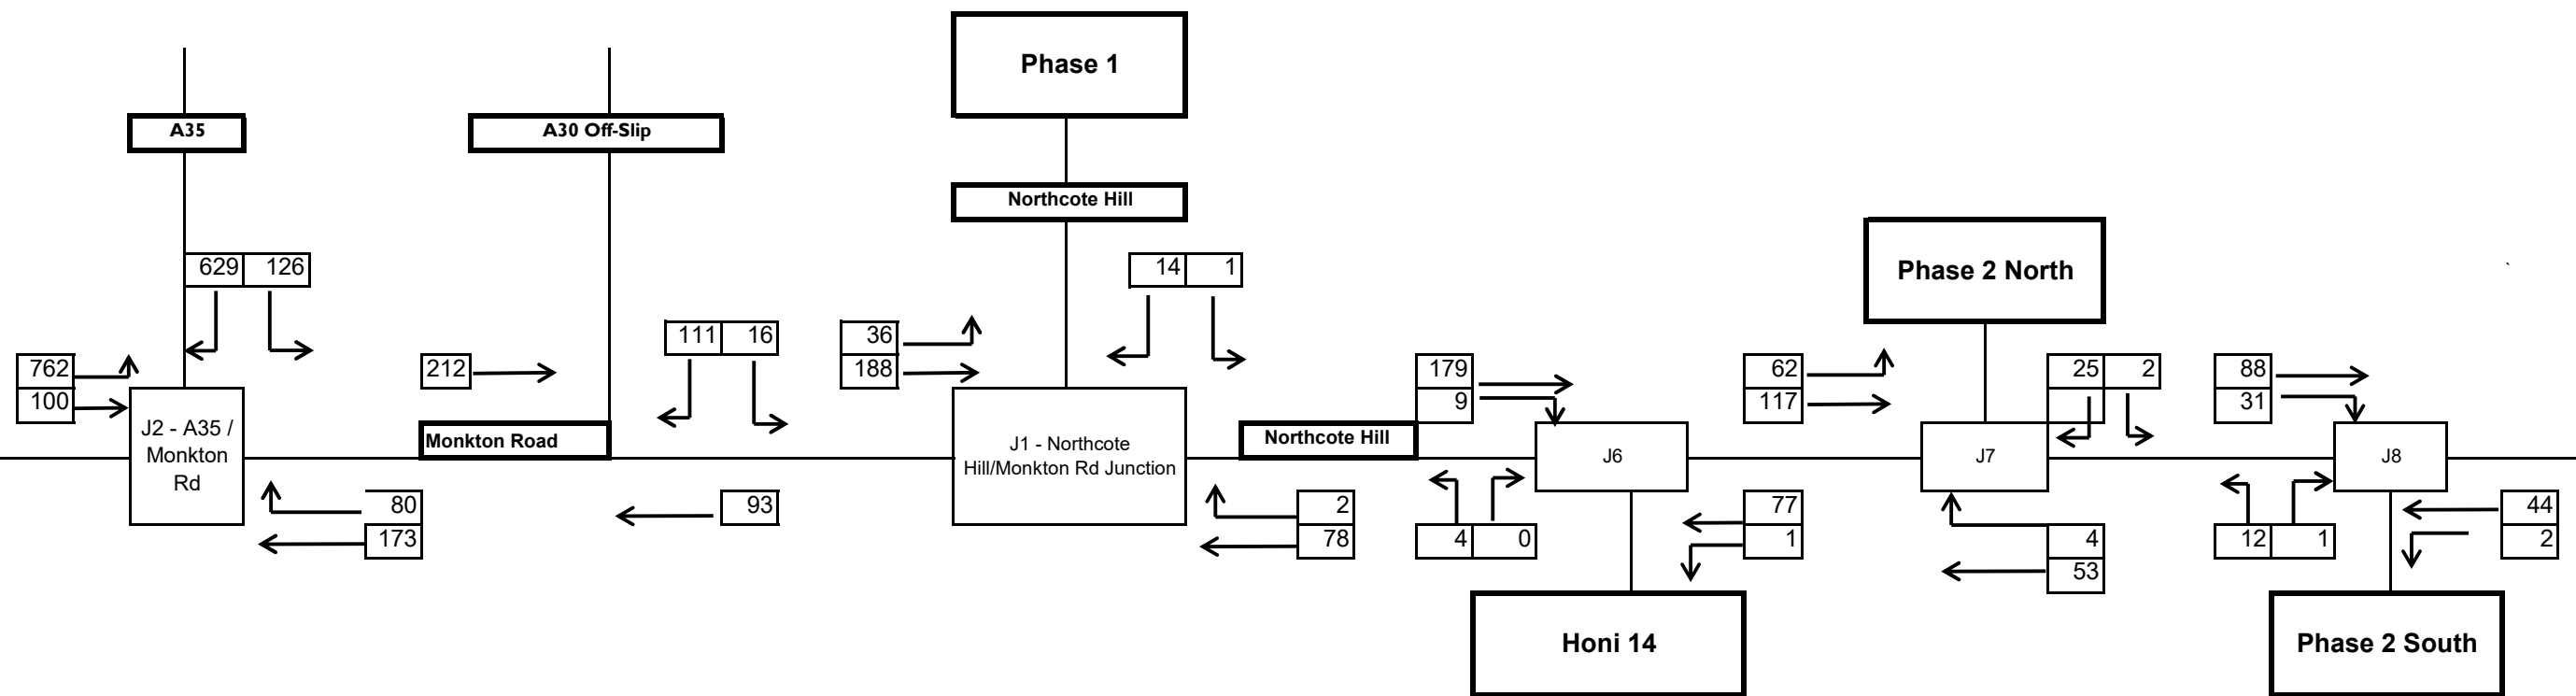 Phase 1
A35
A30 Off-Slip
Northcote Hill
Phase 2 North
629 126
14 1
111 16
36
188
762
100
212
179
9
62
117
25 2
88
31
J2 - A35 /
Monkton
Rd
Monkton Road
J1 - Northcote
Hill/Monkton Rd Junction
Northcote Hill
J6
J7
J8
80
173
93
2
78
4 0
77
1
4
53
12 1
44
2
Honi 14
Phase 2 South